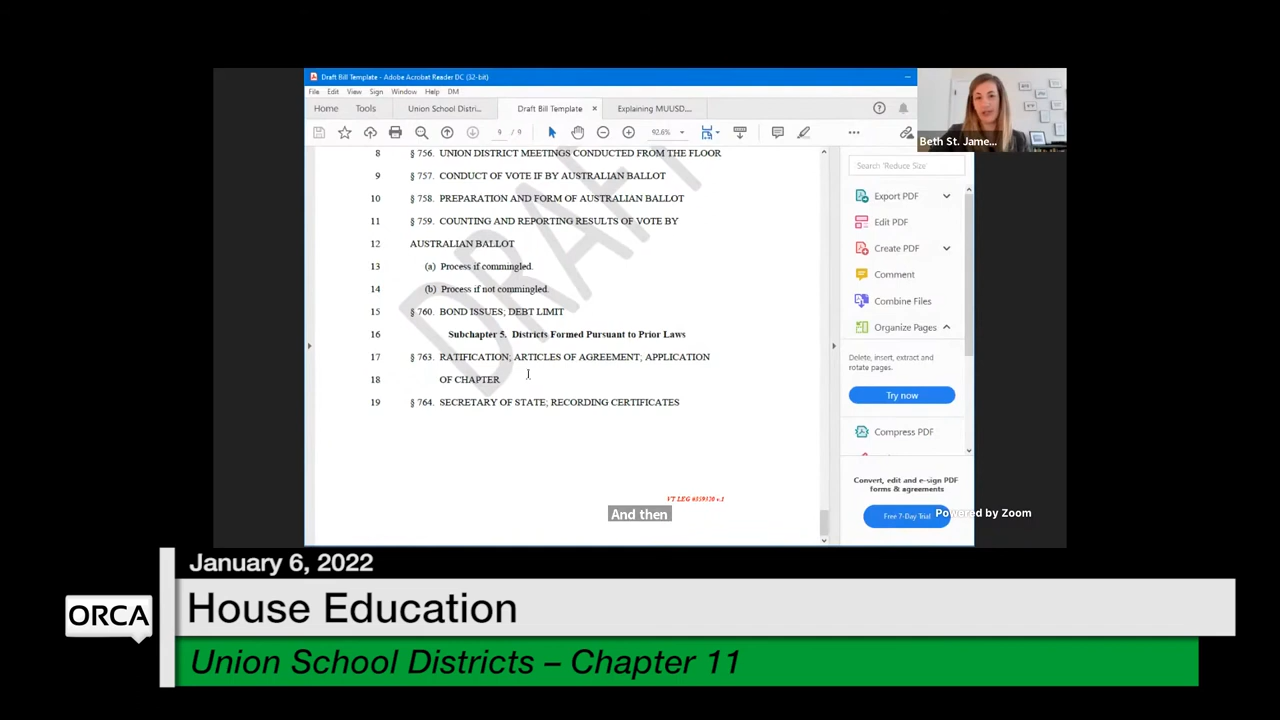 Draft Bill Template - Adobe Acrobat Reader DC (32-bit)
File Edit View Sign Window Help DM
Home Tools Union School Distri... Draft Bill Template × Explaining MUUSD....
9 / 9 92.6%
Beth St. Jame...
8 § 756. UNION DISTRICT MEETINGS CONDUCTED FROM THE FLOOR
9 § 757. CONDUCT OF VOTE IF BY AUSTRALIAN BALLOT
10 § 758. PREPARATION AND FORM OF AUSTRALIAN BALLOT
11 § 759. COUNTING AND REPORTING RESULTS OF VOTE BY
12 AUSTRALIAN BALLOT
13 (a) Process if commingled.
14 (b) Process if not commingled.
15 § 760. BOND ISSUES; DEBT LIMIT
16 Subchapter 5. Districts Formed Pursuant to Prior Laws
17 § 763. RATIFICATION; ARTICLES OF AGREEMENT; APPLICATION
18 OF CHAPTER
19 § 764. SECRETARY OF STATE; RECORDING CERTIFICATES
DRAFT
VT LEG #359520 v.1
Search 'Reduce Size'
Export PDF
Edit PDF
Create PDF
Comment
Combine Files
Organize Pages
Delete, insert, extract and
rotate pages.
Try now
Compress PDF
Convert, edit and e-sign PDF
forms & agreements
Free 7-Day Trial
Powered by Zoom
And then
January 6, 2022
House Education
ORCA
Union School Districts – Chapter 11